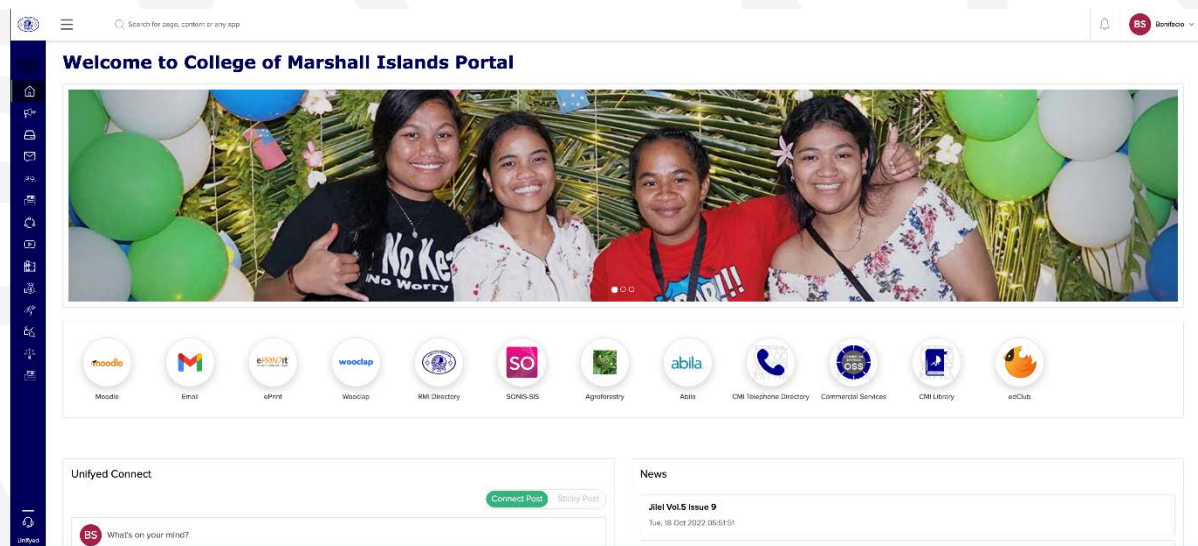 Search for page, content or any app
BS
Bonifacio
Welcome to College of Marshall Islands Portal
No Ke
No Worry
moodle
ePRINTit
wooclap
SO
abila
OSS
Moodle
Email
ePrint
Wooclap
RMI Directory
SONIS-SIS
Agroforestry
Abila
CMI Telephone Directory
Commercial Services
CMI Library
edClub
Unifyed Connect
Connect Post
Sticky Post
BS
What's on your mind?
News
Jilel Vol.5 Issue 9
Tue, 18 Oct 2022 05:51:51
Unifyed